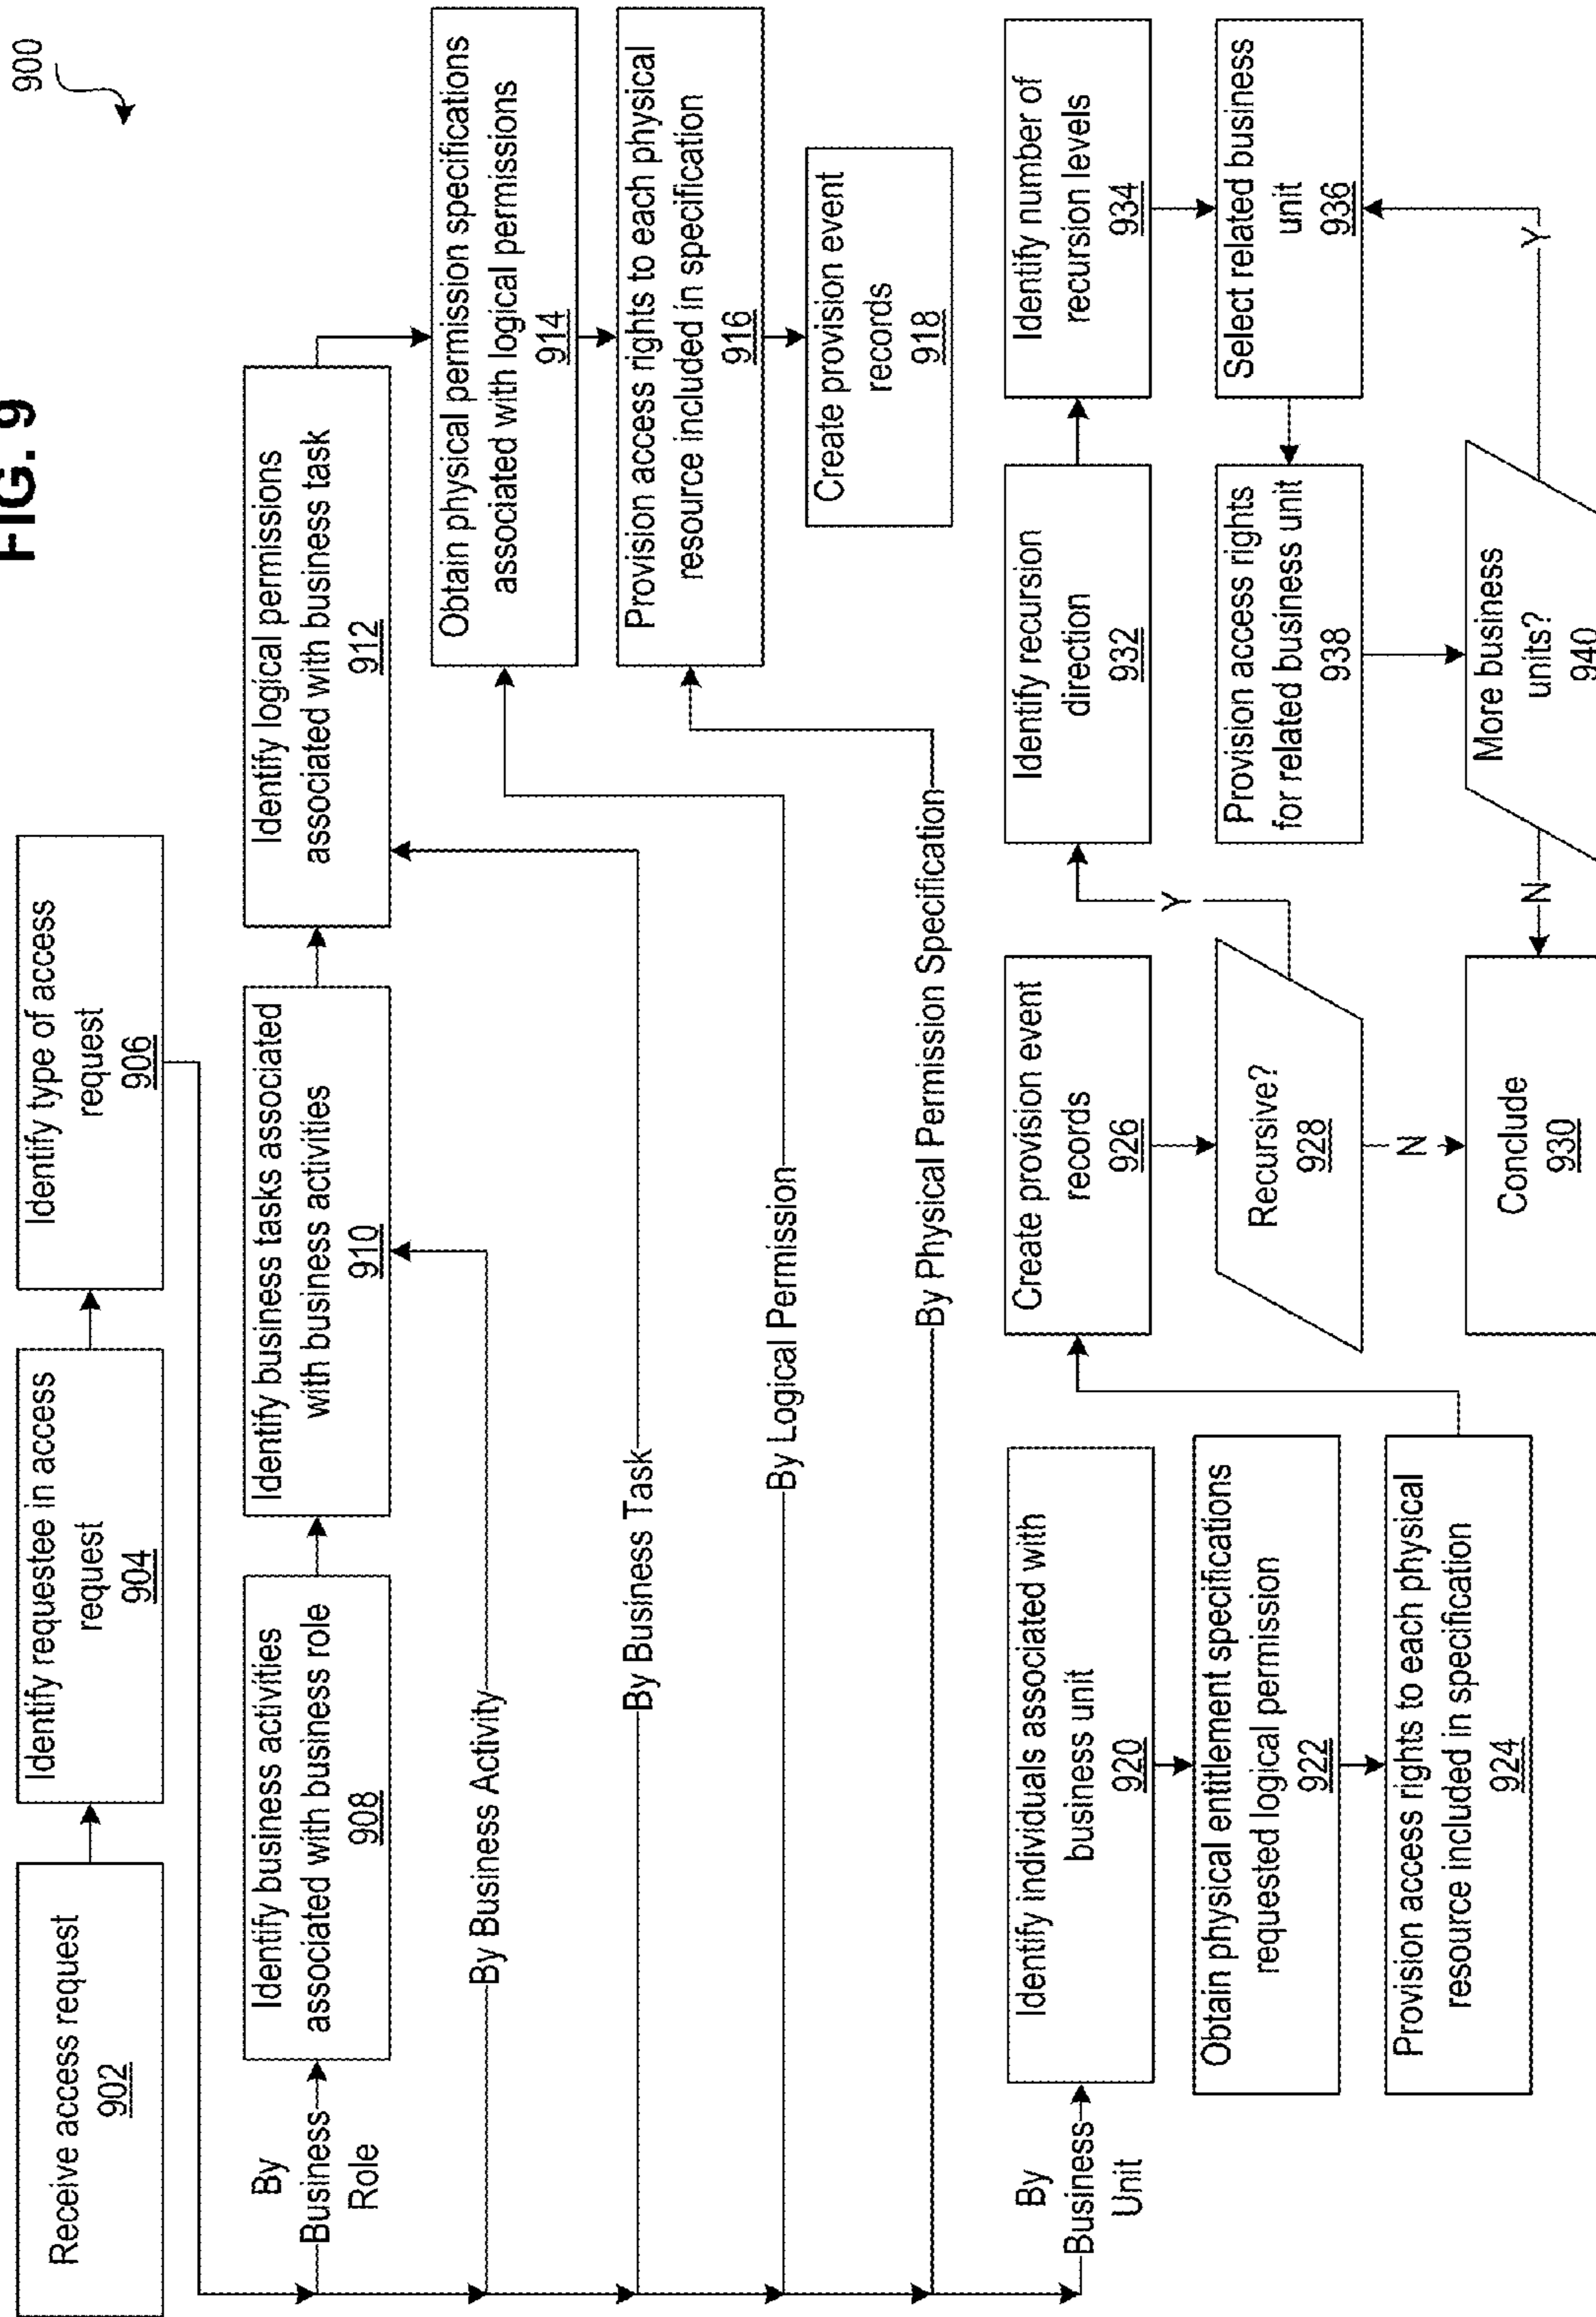 FIG. 9
900
Receive access request
902
Identify requestee in access
request
904
Identify type of access
request
906
By
Business
Role
Identify business activities
associated with business role
908
Identify business tasks associated
with business activities
910
Identify logical permissions
associated with business task
912
By Business Activity
By Business Task
By Logical Permission
By Physical Permission Specification
Obtain physical permission specifications
associated with logical permissions
914
Provision access rights to each physical
resource included in specification
916
Create provision event
records
918
By
Business
Unit
Identify individuals associated with
business unit
920
Obtain physical entitlement specifications
requested logical permission
922
Provision access rights to each physical
resource included in specification
924
Create provision event
records
926
Recursive?
928
Y
N
Conclude
930
Identify recursion
direction
932
Identify number of
recursion levels
934
Select related business
unit
936
Provision access rights
for related business unit
938
More business
units?
940
N
Y